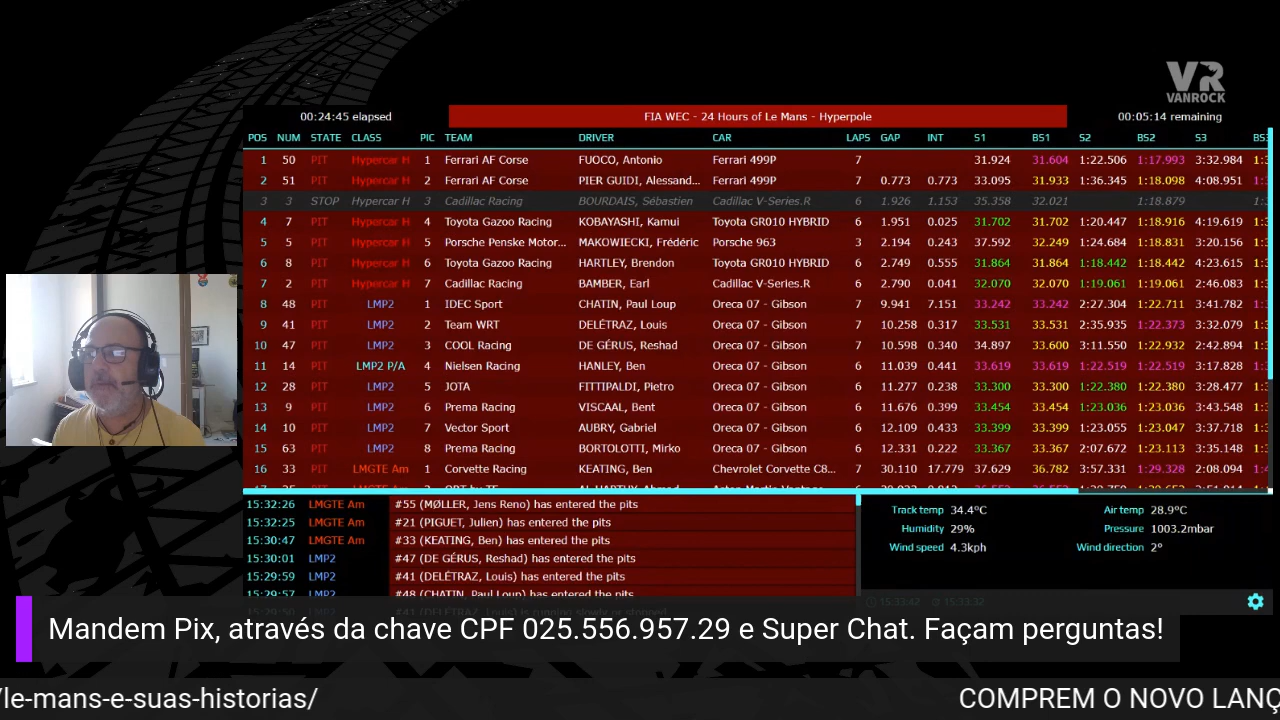 VR
VANROCK
00:24:45 elapsed FIA WEC - 24 Hours of Le Mans - Hyperpole 00:05:14 remaining
POS NUM STATE CLASS PIC TEAM DRIVER CAR LAPS GAP INT S1 BS1 S2 BS2 S3
1 50 PIT Hypercar H 1 Ferrari AF Corse FUOCO, Antonio Ferrari 499P 7 31.924 31.604 1:22.506 1:17.993 3:32.984
2 51 PIT Hypercar H 2 Ferrari AF Corse PIER GUIDI, Alessand... Ferrari 499P 7 0.773 0.773 33.095 31.933 1:36.345 1:18.098 4:08.951
3 3 STOP Hypercar H 3 Cadillac Racing BOURDAIS, Sébastien Cadillac V-Series.R 6 1.926 1.153 35.358 32.021 1:18.879
4 7 PIT Hypercar H 4 Toyota Gazoo Racing KOBAYASHI, Kamui Toyota GR010 HYBRID 6 1.951 0.025 31.702 31.702 1:20.447 1:18.916 4:19.619
5 5 PIT Hypercar H 5 Porsche Penske Motor... MAKOWIECKI, Frédéric Porsche 963 3 2.194 0.243 37.592 32.249 1:24.684 1:18.831 3:20.156
6 8 PIT Hypercar H 6 Toyota Gazoo Racing HARTLEY, Brendon Toyota GR010 HYBRID 6 2.749 0.555 31.864 31.864 1:18.442 1:18.442 4:23.615
7 2 PIT Hypercar H 7 Cadillac Racing BAMBER, Earl Cadillac V-Series.R 6 2.790 0.041 32.070 32.070 1:19.061 1:19.061 2:46.083
8 48 PIT LMP2 1 IDEC Sport CHATIN, Paul Loup Oreca 07 - Gibson 7 9.941 7.151 33.242 33.242 2:27.304 1:22.711 3:41.782
9 41 PIT LMP2 2 Team WRT DELÉTRAZ, Louis Oreca 07 - Gibson 7 10.258 0.317 33.531 33.531 2:35.935 1:22.373 3:32.079
10 47 PIT LMP2 3 COOL Racing DE GÉRUS, Reshad Oreca 07 - Gibson 7 10.598 0.340 34.897 33.600 3:11.550 1:22.932 2:42.894
11 14 PIT LMP2 P/A 4 Nielsen Racing HANLEY, Ben Oreca 07 - Gibson 6 11.039 0.441 33.619 33.619 1:22.519 1:22.519 3:17.828
12 28 PIT LMP2 5 JOTA FITTIPALDI, Pietro Oreca 07 - Gibson 6 11.277 0.238 33.300 33.300 1:22.380 1:22.380 3:28.477
13 9 PIT LMP2 6 Prema Racing VISCAAL, Bent Oreca 07 - Gibson 6 11.676 0.399 33.454 33.454 1:23.036 1:23.036 3:43.548
14 10 PIT LMP2 7 Vector Sport AUBRY, Gabriel Oreca 07 - Gibson 6 12.109 0.433 33.399 33.399 1:23.055 1:23.047 3:37.718
15 63 PIT LMP2 8 Prema Racing BORTOLOTTI, Mirko Oreca 07 - Gibson 6 12.331 0.222 33.367 33.367 2:07.672 1:23.113 3:35.148
16 33 PIT LMGTE Am 1 Corvette Racing KEATING, Ben Chevrolet Corvette C8... 7 30.110 17.779 37.629 36.782 3:57.331 1:29.328 2:08.094
15:32:26 LMGTE Am #55 (MØLLER, Jens Reno) has entered the pits
15:32:25 LMGTE Am #21 (PIGUET, Julien) has entered the pits
15:30:47 LMGTE Am #33 (KEATING, Ben) has entered the pits
15:30:01 LMP2 #47 (DE GÉRUS, Reshad) has entered the pits
15:29:59 LMP2 #41 (DELÉTRAZ, Louis) has entered the pits
15:29:57 LMP2 #48 (CHATIN, Paul Loup) has entered the pits
15:29:50 LMP2 #41 (DELÉTRAZ, Louis) is running slowly or stopped
Track temp 34.4°C Air temp 28.9°C
Humidity 29% Pressure 1003.2mbar
Wind speed 4.3kph Wind direction 2°
Mandem Pix, através da chave CPF 025.556.957.29 e Super Chat. Façam perguntas!
/le-mans-e-suas-historias/ COMPREM O NOVO LANÇ